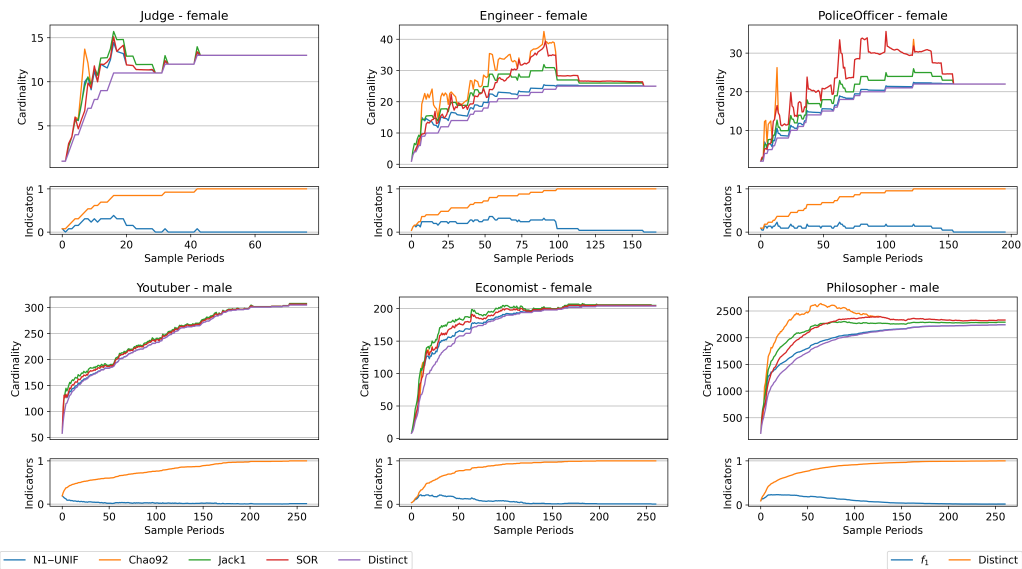 Judge - female
Cardinality
15
10
5
Indicators
1
0
0 20 40 60
Sample Periods
Engineer - female
Cardinality
40
30
20
10
0
Indicators
1
0
0 25 50 75 100 125 150
Sample Periods
PoliceOfficer - female
Cardinality
30
20
10
Indicators
1
0
0 50 100 150 200
Sample Periods
Youtuber - male
Cardinality
300
250
200
150
100
50
Indicators
1
0
0 50 100 150 200 250
Sample Periods
Economist - female
Cardinality
200
150
100
50
0
Indicators
1
0
0 50 100 150 200 250
Sample Periods
Philosopher - male
Cardinality
2500
2000
1500
1000
500
Indicators
1
0
0 50 100 150 200 250
Sample Periods
N1−UNIF Chao92 Jack1 SOR Distinct
f1 Distinct